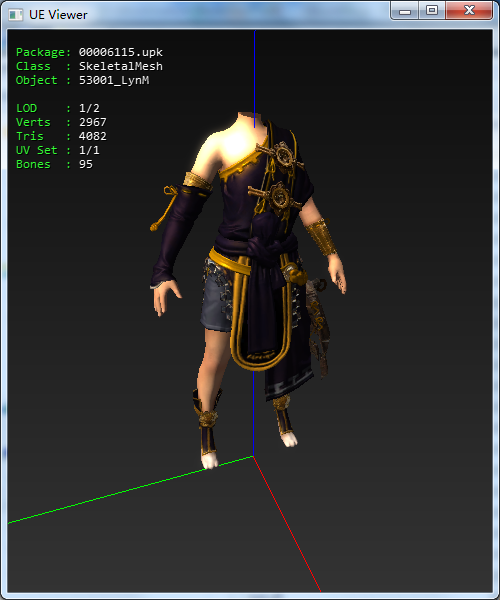 UE Viewer
Package: 00006115.upk
Class : SkeletalMesh
Object : 53001_LynM
LOD : 1/2
Verts : 2967
Tris : 4082
UV Set : 1/1
Bones : 95